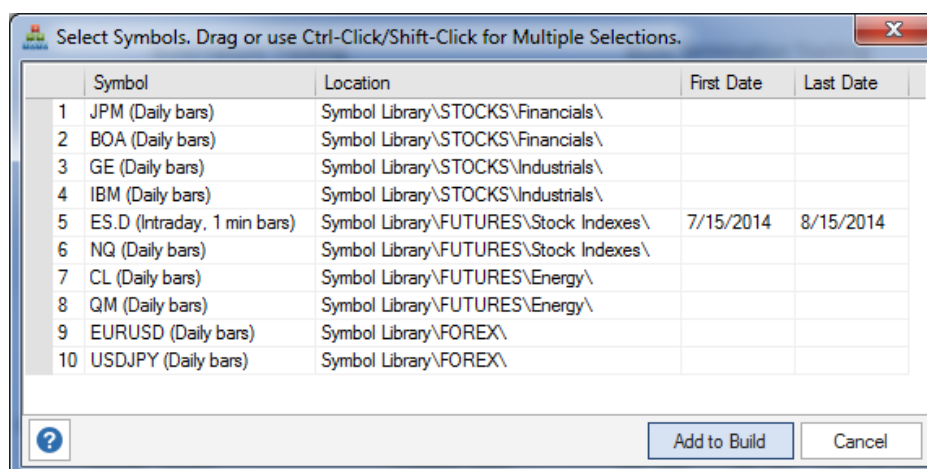 Select Symbols. Drag or use Ctrl-Click/Shift-Click for Multiple Selections.
Symbol Location First Date Last Date
1 JPM (Daily bars) Symbol Library\STOCKS\Financials\
2 BOA (Daily bars) Symbol Library\STOCKS\Financials\
3 GE (Daily bars) Symbol Library\STOCKS\Industrials\
4 IBM (Daily bars) Symbol Library\STOCKS\Industrials\
5 ES.D (Intraday, 1 min bars) Symbol Library\FUTURES\Stock Indexes\ 7/15/2014 8/15/2014
6 NQ (Daily bars) Symbol Library\FUTURES\Stock Indexes\
7 CL (Daily bars) Symbol Library\FUTURES\Energy\
8 QM (Daily bars) Symbol Library\FUTURES\Energy\
9 EURUSD (Daily bars) Symbol Library\FOREX\
10 USDJPY (Daily bars) Symbol Library\FOREX\
? Add to Build Cancel